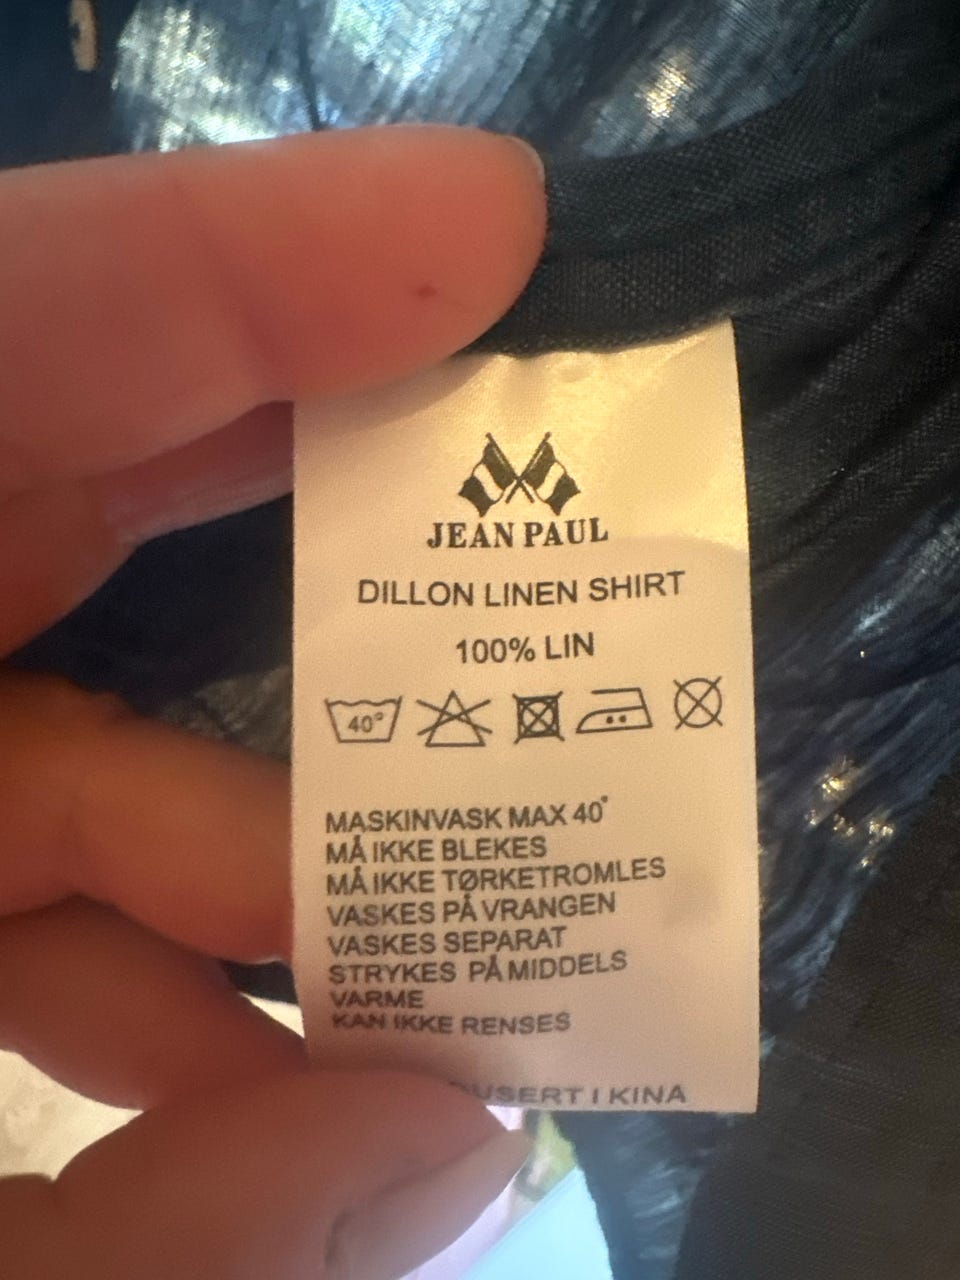 JEAN PAUL
DILLON LINEN SHIRT
100% LIN
40°
MASKINVASK MAX 40°
MÅ IKKE BLEKES
MÅ IKKE TØRKETROMLES
VASKES PÅ VRANGEN
VASKES SEPARAT
STRYKES PÅ MIDDELS
VARME
KAN IKKE RENSES
I KINA